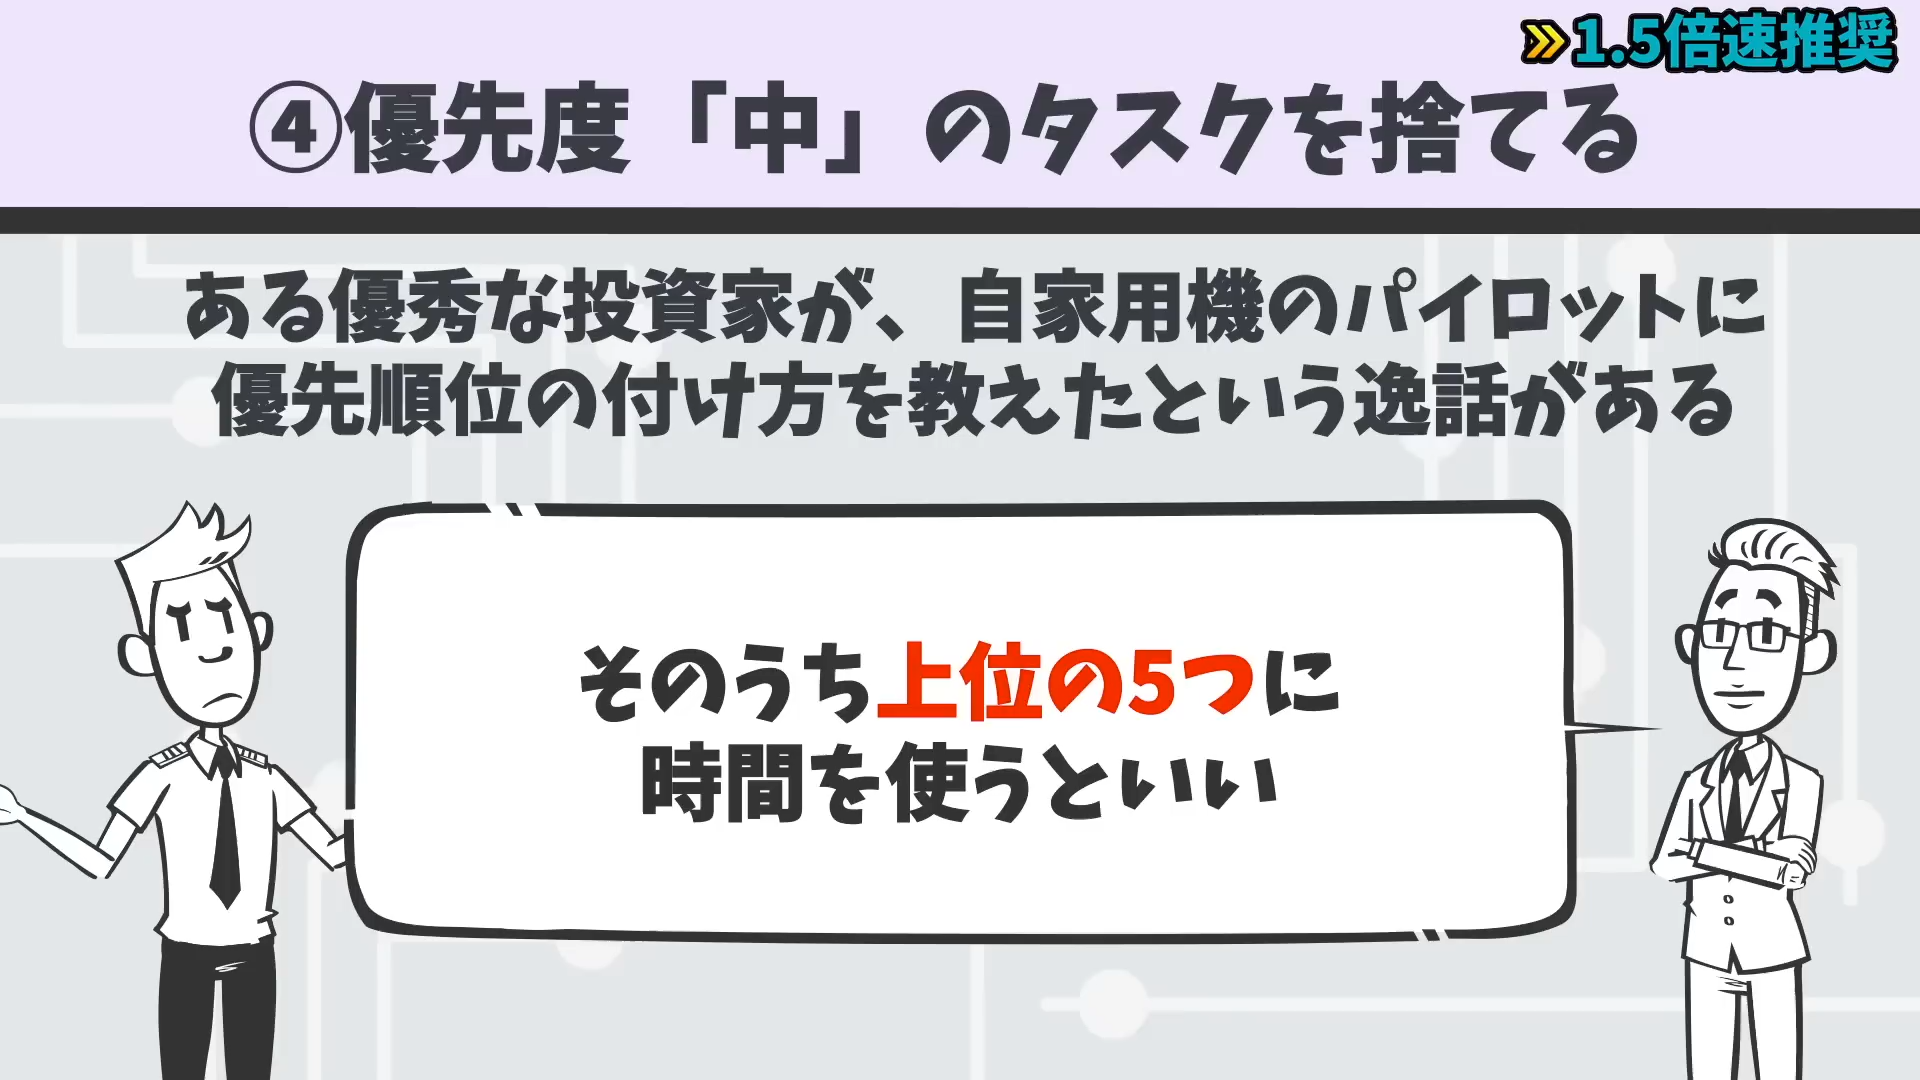 1.5倍速推奨
④優先度「中」のタスクを捨てる
ある優秀な投資家が、自家用機のパイロットに
優先順位の付け方を教えたという逸話がある
そのうち上位の5つに
時間を使うといい